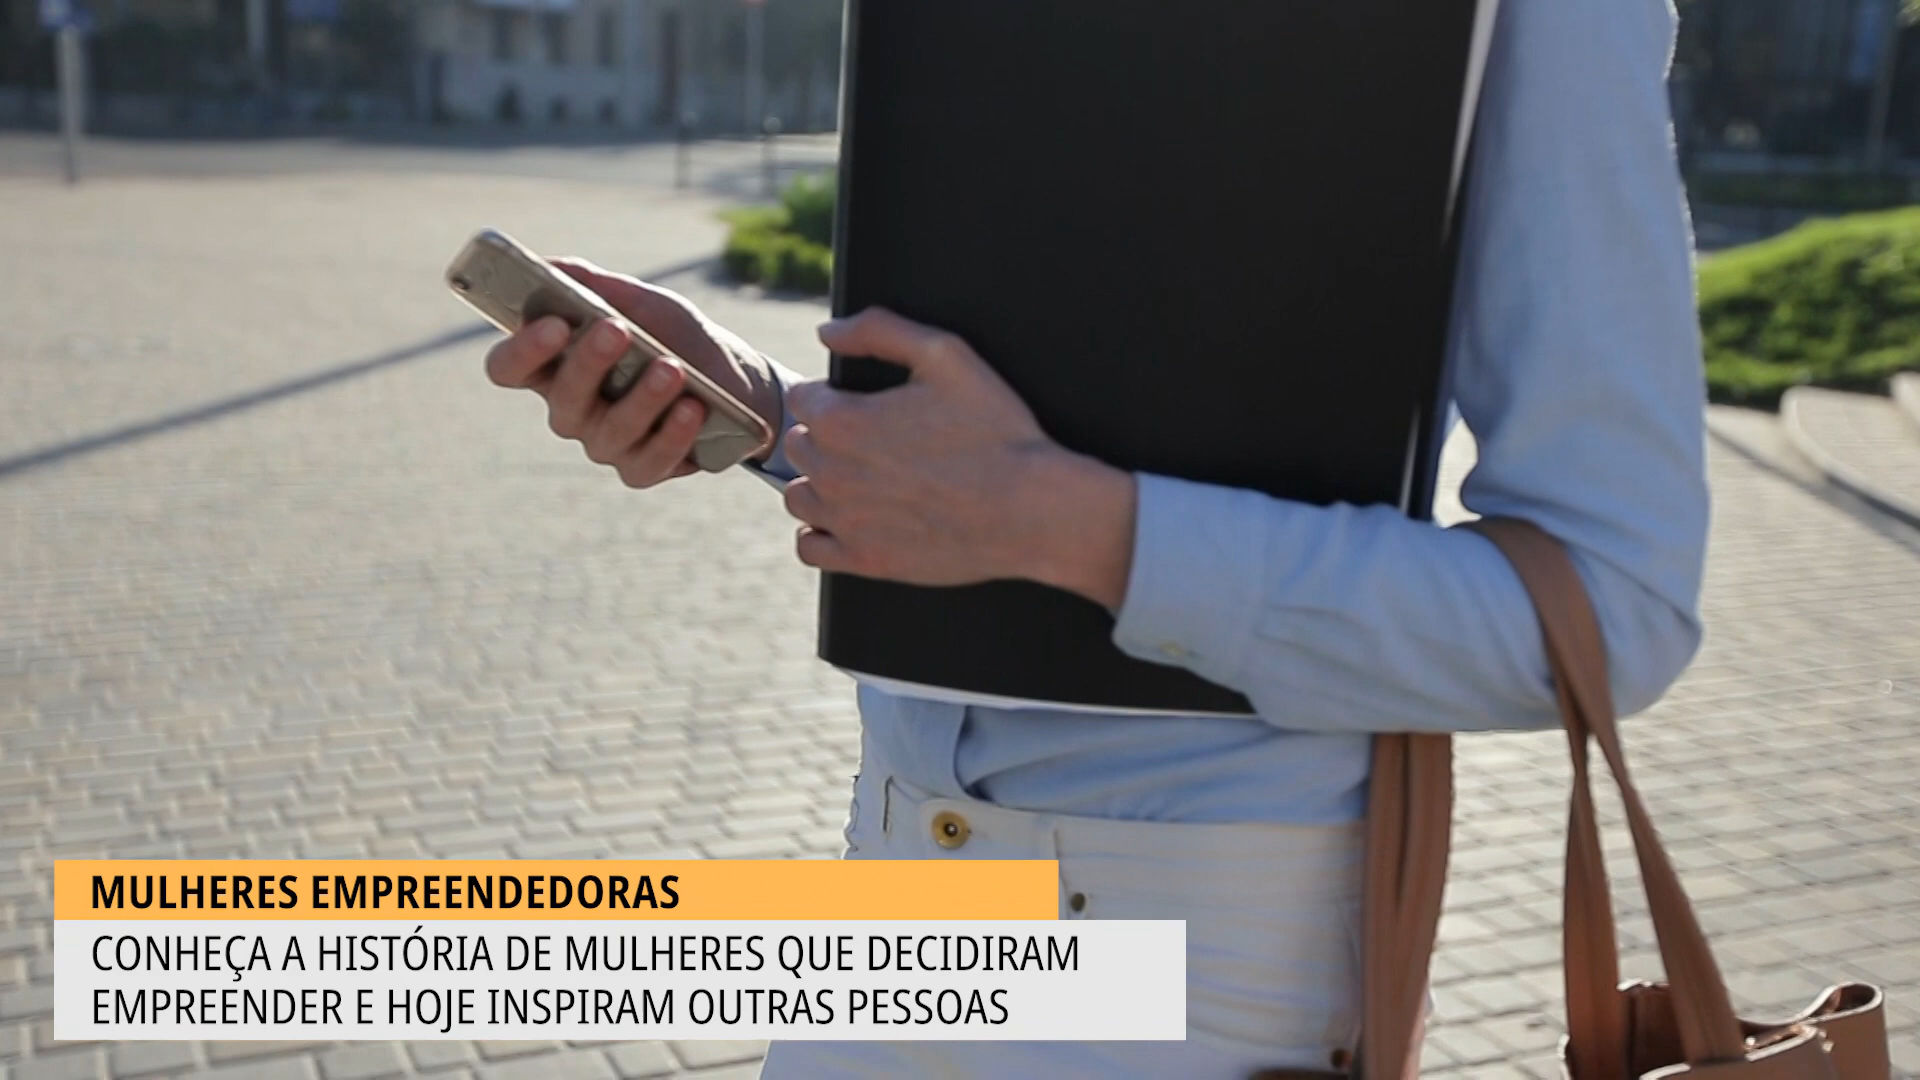 MULHERES EMPREENDEDORAS
CONHEÇA A HISTÓRIA DE MULHERES QUE DECIDIRAM
EMPREENDER E HOJE INSPIRAM OUTRAS PESSOAS